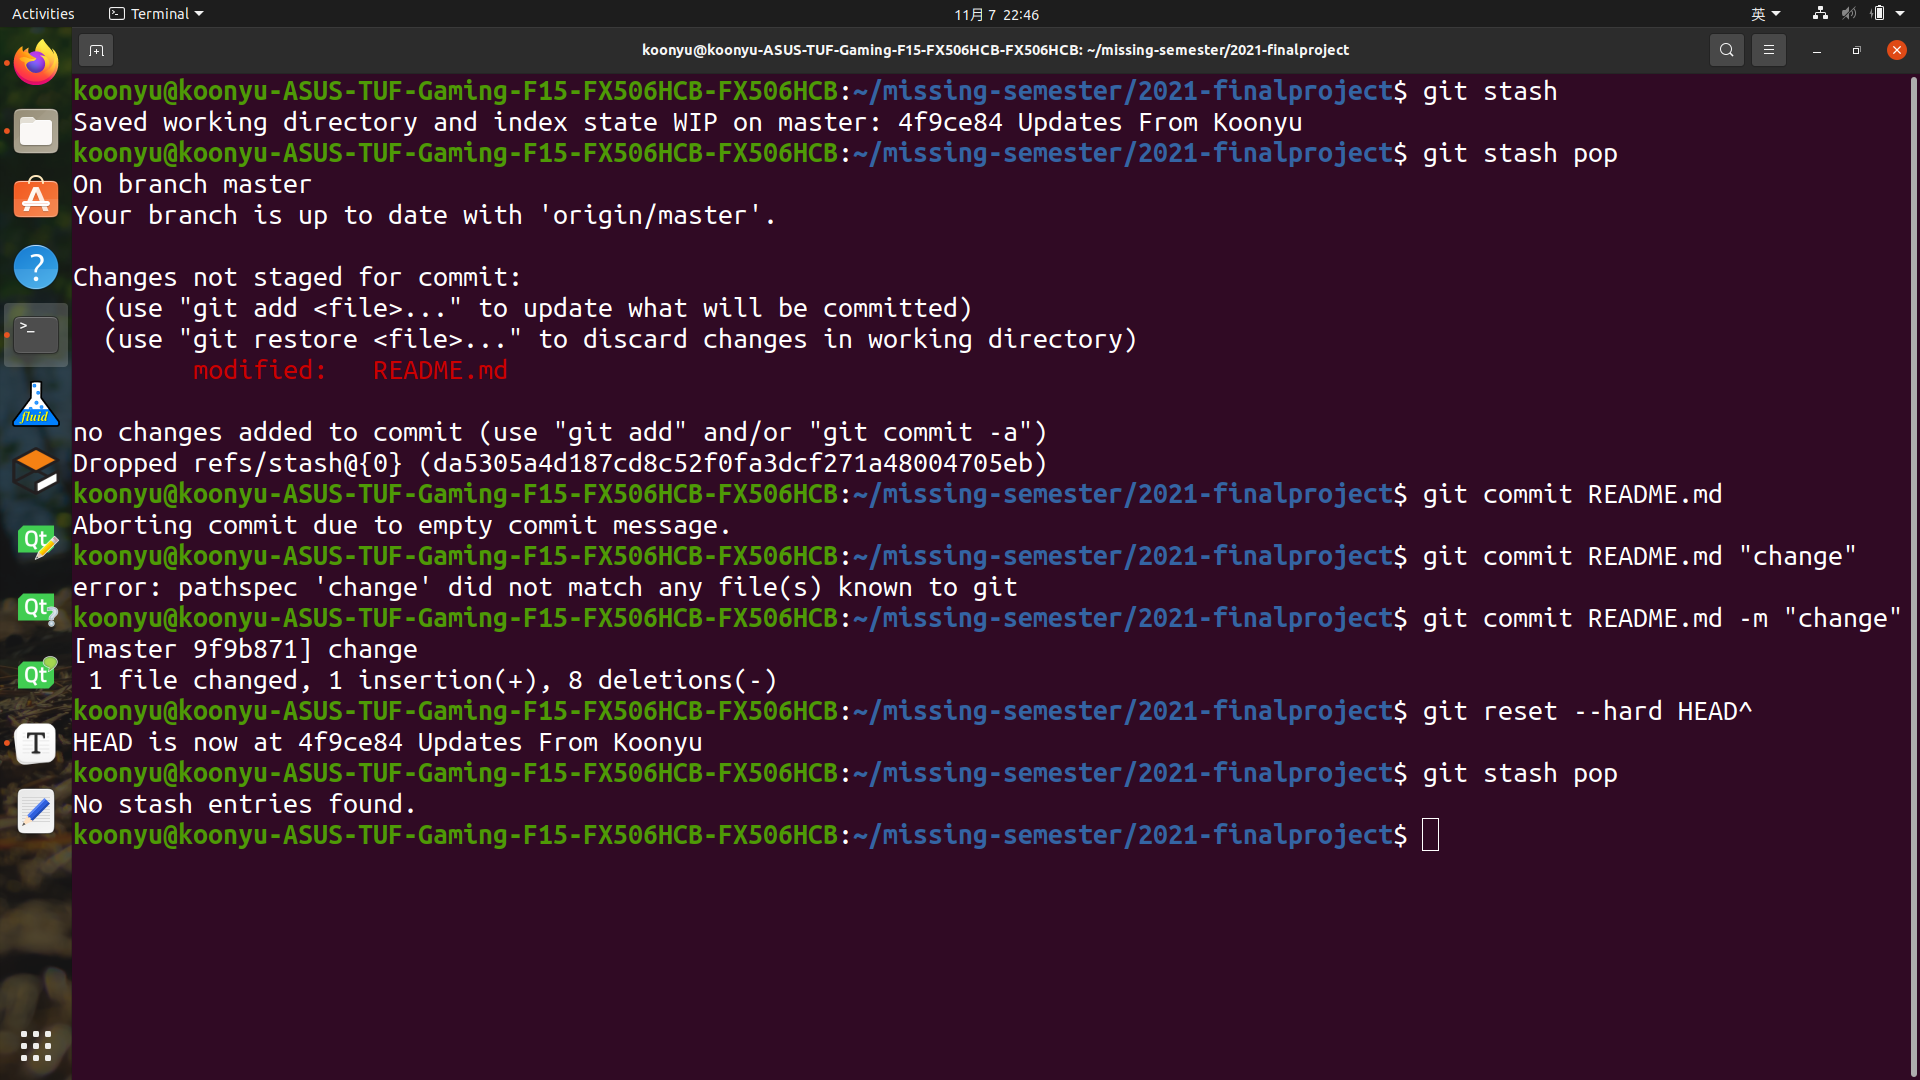 Activities
Terminal
11月 7 22:46
英
koonyu@koonyu-ASUS-TUF-Gaming-F15-FX506HCB-FX506HCB: ~/missing-semester/2021-finalproject
koonyu@koonyu-ASUS-TUF-Gaming-F15-FX506HCB-FX506HCB:~/missing-semester/2021-finalproject$ git stash
Saved working directory and index state WIP on master: 4f9ce84 Updates From Koonyu
koonyu@koonyu-ASUS-TUF-Gaming-F15-FX506HCB-FX506HCB:~/missing-semester/2021-finalproject$ git stash pop
On branch master
Your branch is up to date with 'origin/master'.
Changes not staged for commit:
  (use "git add <file>..." to update what will be committed)
  (use "git restore <file>..." to discard changes in working directory)
        modified:   README.md
no changes added to commit (use "git add" and/or "git commit -a")
Dropped refs/stash@{0} (da5305a4d187cd8c52f0fa3dcf271a48004705eb)
koonyu@koonyu-ASUS-TUF-Gaming-F15-FX506HCB-FX506HCB:~/missing-semester/2021-finalproject$ git commit README.md
Aborting commit due to empty commit message.
koonyu@koonyu-ASUS-TUF-Gaming-F15-FX506HCB-FX506HCB:~/missing-semester/2021-finalproject$ git commit README.md "change"
error: pathspec 'change' did not match any file(s) known to git
koonyu@koonyu-ASUS-TUF-Gaming-F15-FX506HCB-FX506HCB:~/missing-semester/2021-finalproject$ git commit README.md -m "change"
[master 9f9b871] change
 1 file changed, 1 insertion(+), 8 deletions(-)
koonyu@koonyu-ASUS-TUF-Gaming-F15-FX506HCB-FX506HCB:~/missing-semester/2021-finalproject$ git reset --hard HEAD^
HEAD is now at 4f9ce84 Updates From Koonyu
koonyu@koonyu-ASUS-TUF-Gaming-F15-FX506HCB-FX506HCB:~/missing-semester/2021-finalproject$ git stash pop
No stash entries found.
koonyu@koonyu-ASUS-TUF-Gaming-F15-FX506HCB-FX506HCB:~/missing-semester/2021-finalproject$
?
>_
fluid
Qt
Qt
?
Qt
T